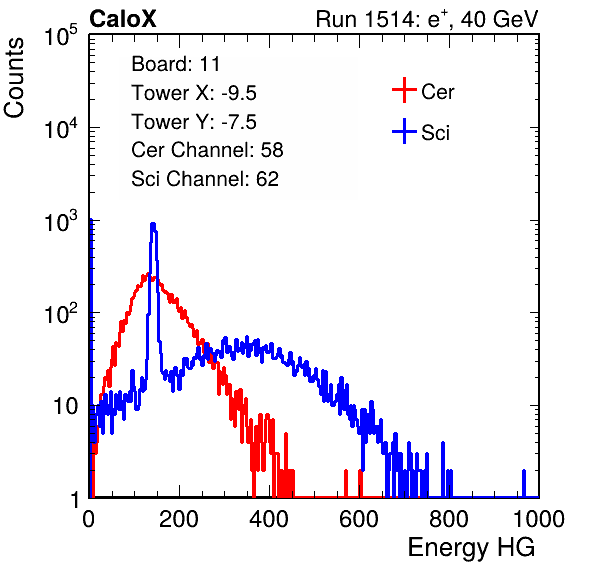 CaloX Run 1514: e⁺, 40 GeV
Board: 11
Tower X: -9.5
Tower Y: -7.5
Cer Channel: 58
Sci Channel: 62
Cer
Sci
Counts
10⁵
10⁴
10³
10²
10
1
0 200 400 600 800 1000
Energy HG